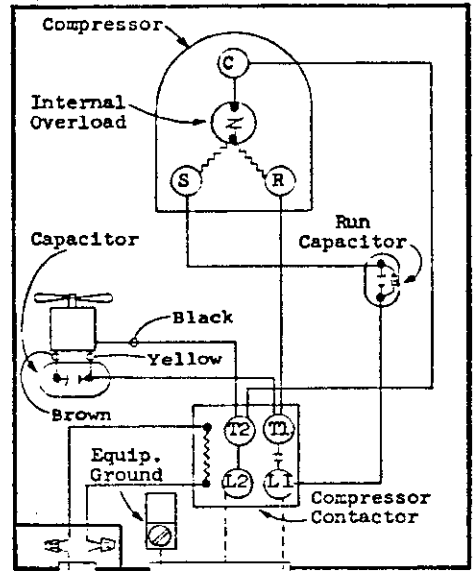 Compressor
C
Internal
Overload
S
R
Run
Capacitor
Capacitor
Black
Yellow
Brown
T2
T1
Equip.
Ground
L2
L1
Compressor
Contactor